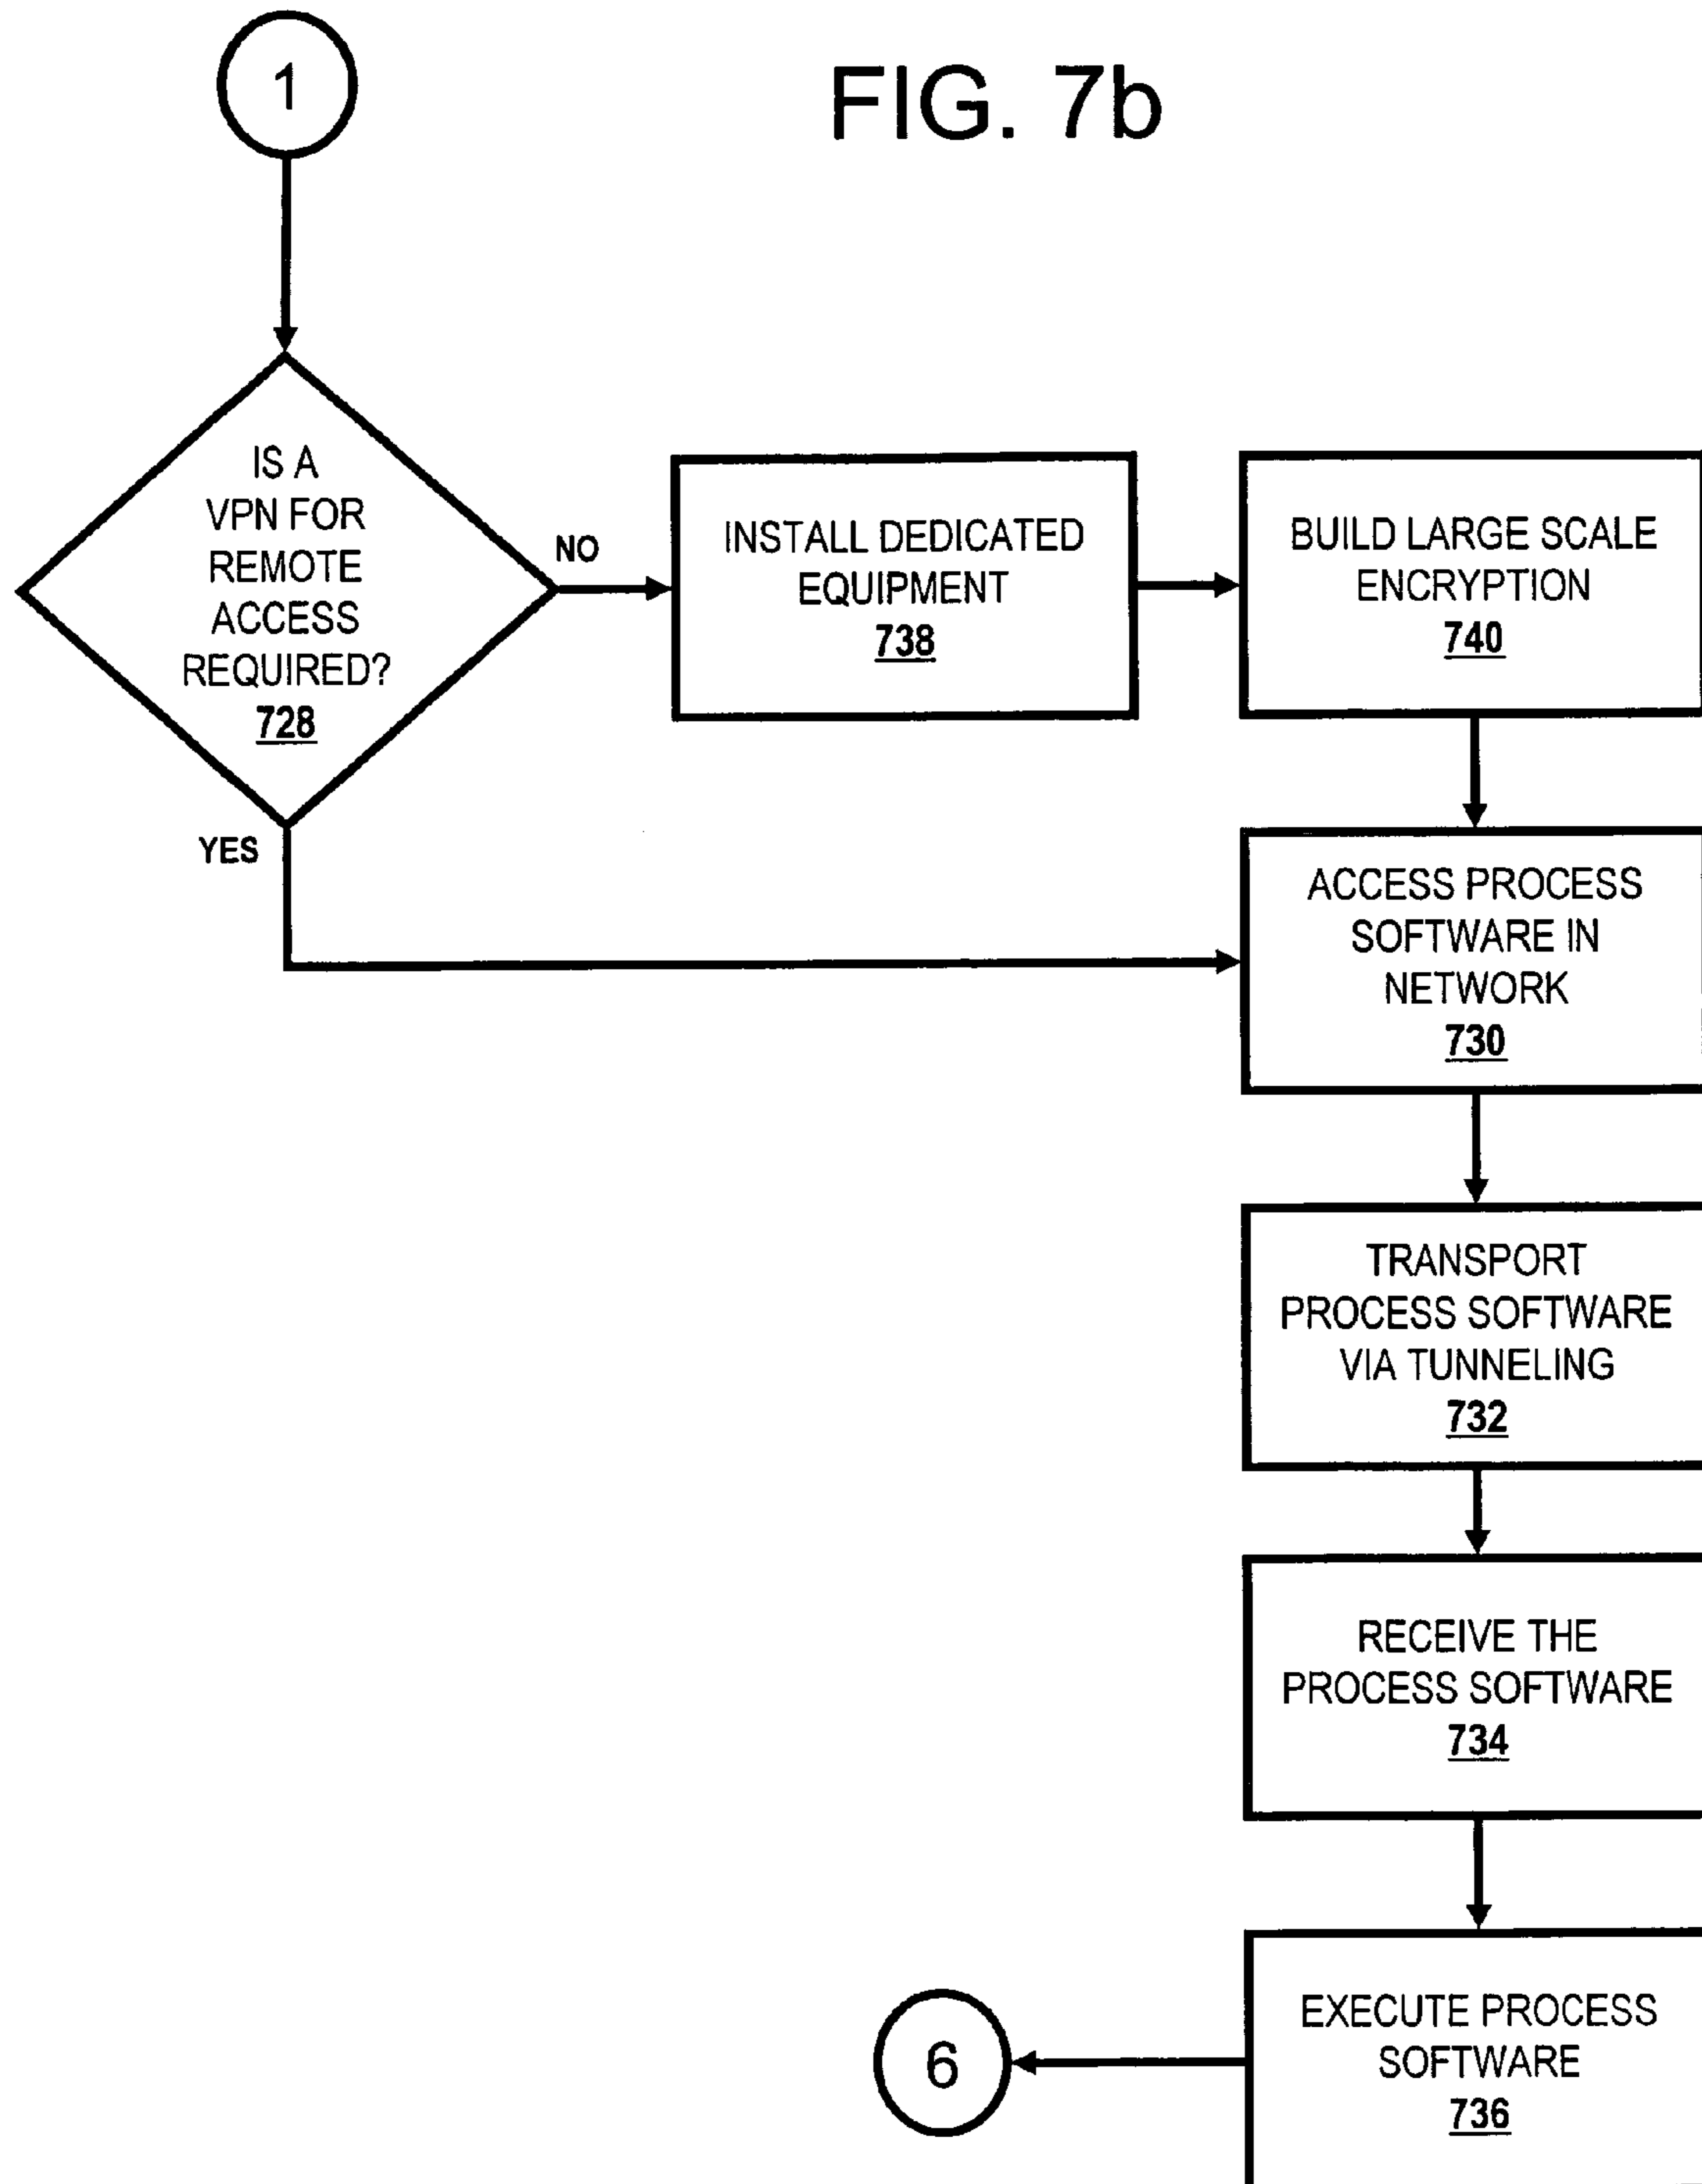 1
FIG. 7b
IS A
VPN FOR
REMOTE
ACCESS
REQUIRED?
728
NO
INSTALL DEDICATED
EQUIPMENT
738
BUILD LARGE SCALE
ENCRYPTION
740
YES
ACCESS PROCESS
SOFTWARE IN
NETWORK
730
TRANSPORT
PROCESS SOFTWARE
VIA TUNNELING
732
RECEIVE THE
PROCESS SOFTWARE
734
EXECUTE PROCESS
SOFTWARE
736
6